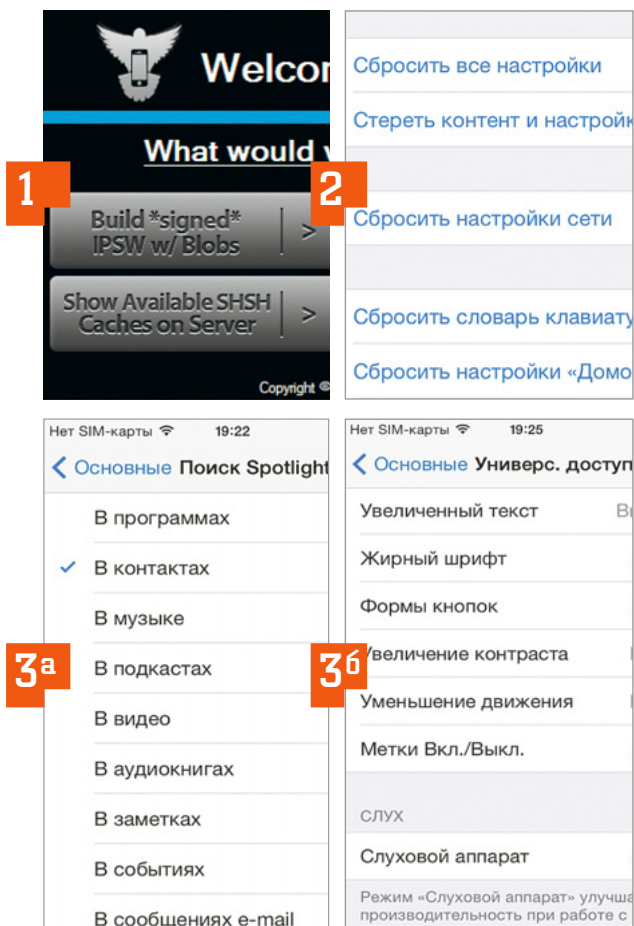 Welcom
What would
1
Build *signed*
IPSW w/ Blobs
>
Show Available SHSH
Caches on Server
>
Copyright ©
2
Сбросить все настройки
Стереть контент и настройк
Сбросить настройки сети
Сбросить словарь клавиату
Сбросить настройки «Домо
3а
Нет SIM-карты 19:22
Основные Поиск Spotlight
В программах
В контактах
В музыке
В подкастах
В видео
В аудиокнигах
В заметках
В событиях
В сообщениях e-mail
3б
Нет SIM-карты 19:25
Основные Универс. доступ
Увеличенный текст В
Жирный шрифт
Формы кнопок
Увеличение контраста
Уменьшение движения
Метки Вкл./Выкл.
СЛУХ
Слуховой аппарат
Режим «Слуховой аппарат» улучша
производительность при работе с